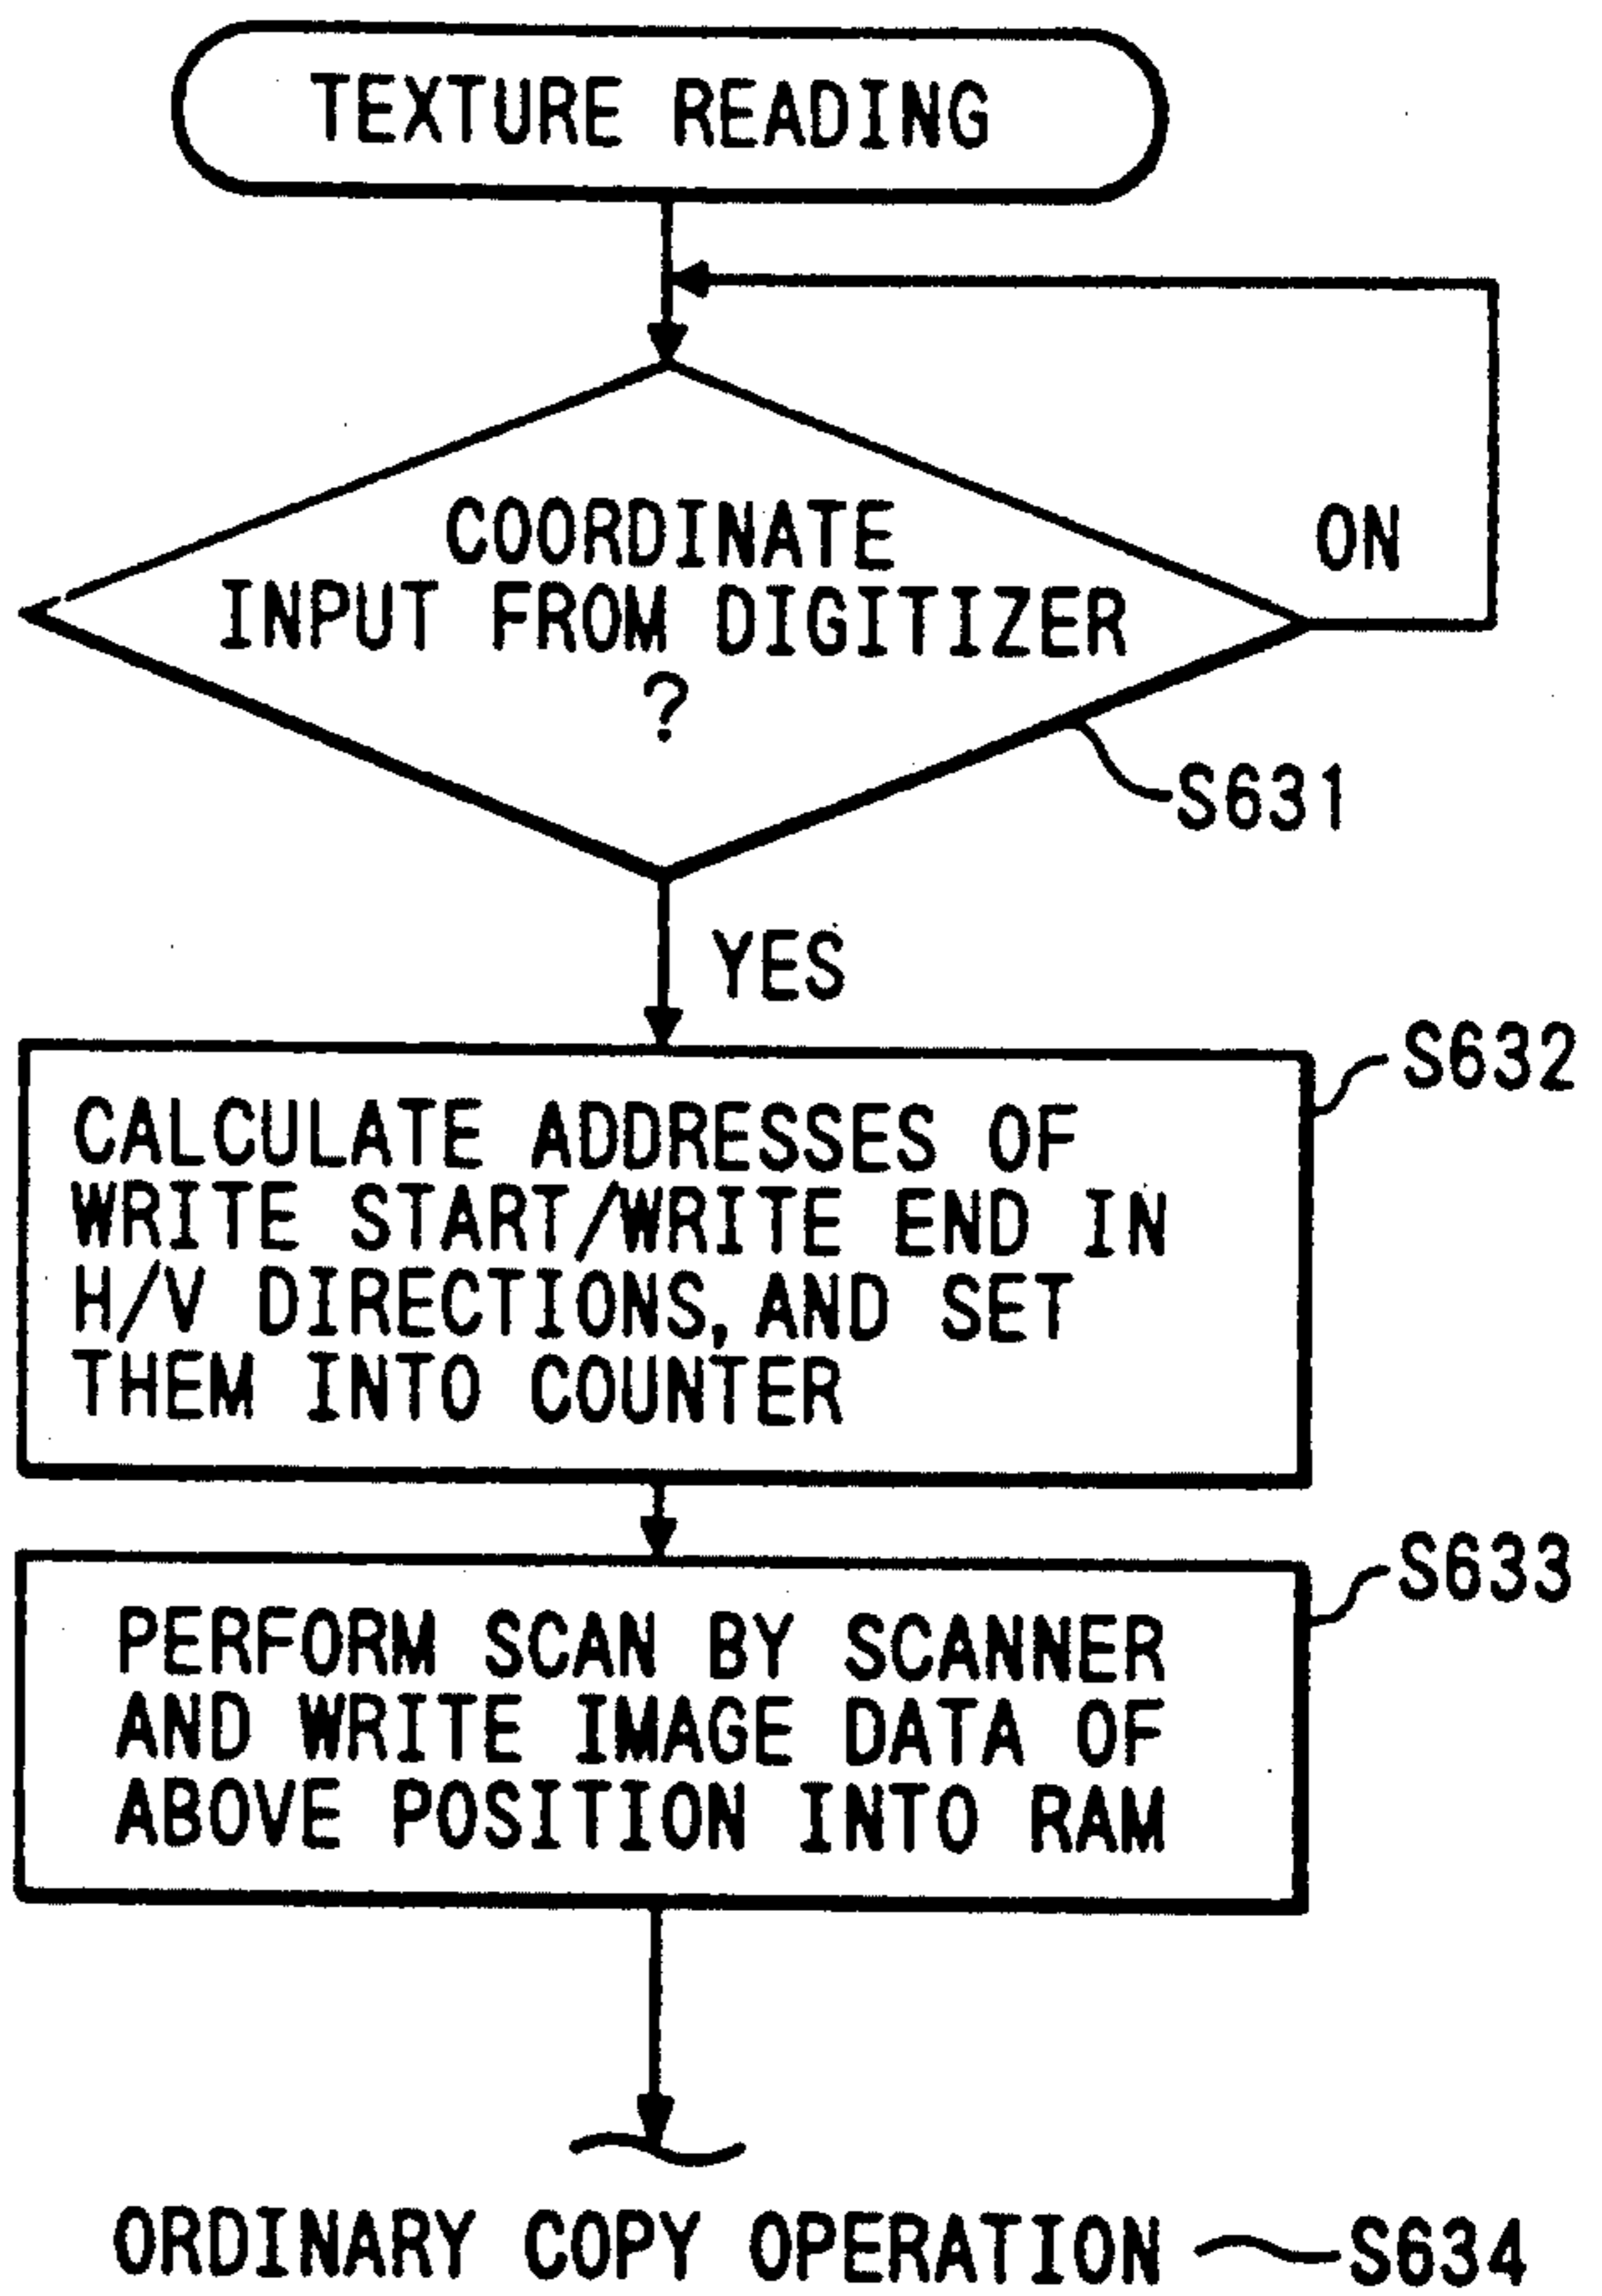 TEXTURE READING
COORDINATE
INPUT FROM DIGITIZER
?
ON
S631
YES
S632
CALCULATE ADDRESSES OF
WRITE START/WRITE END IN
H/V DIRECTIONS, AND SET
THEM INTO COUNTER
S633
PERFORM SCAN BY SCANNER
AND WRITE IMAGE DATA OF
ABOVE POSITION INTO RAM
ORDINARY COPY OPERATION S634